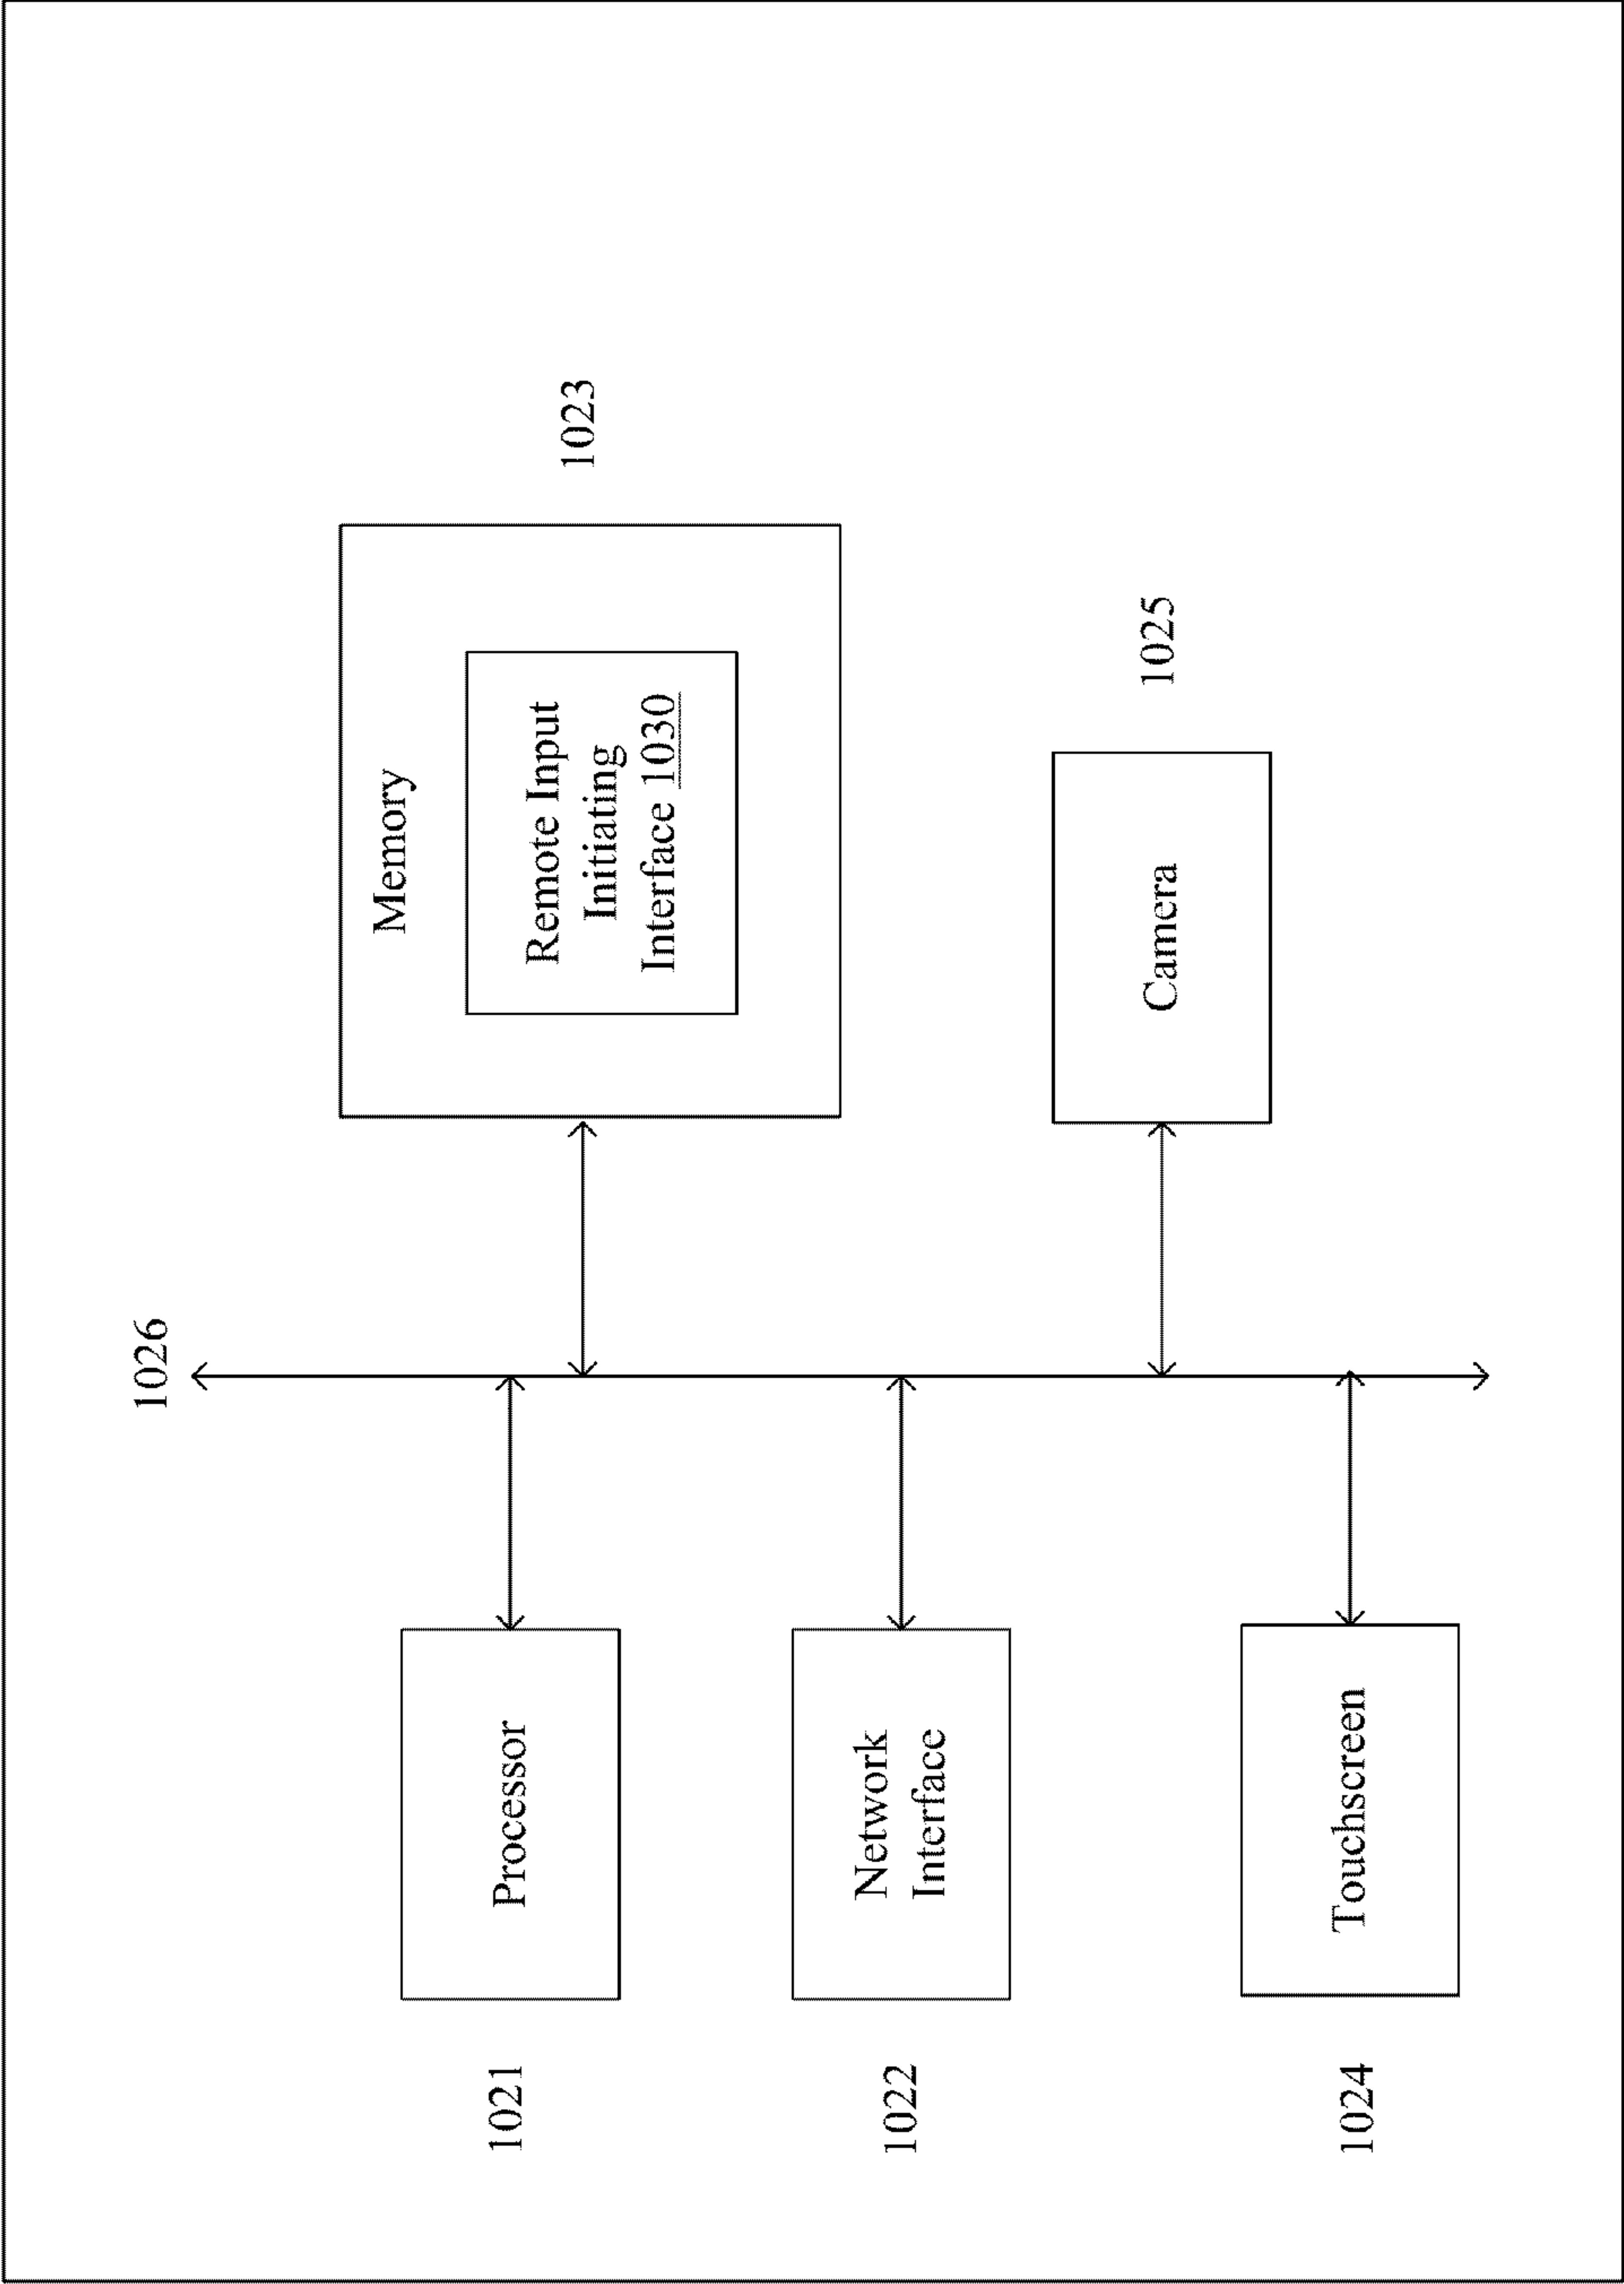 1026
1021
Processor
Memory
Remote Input
Initiating
Interface 1030
1023
1022
Network
Interface
Camera
1025
1024
Touchscreen